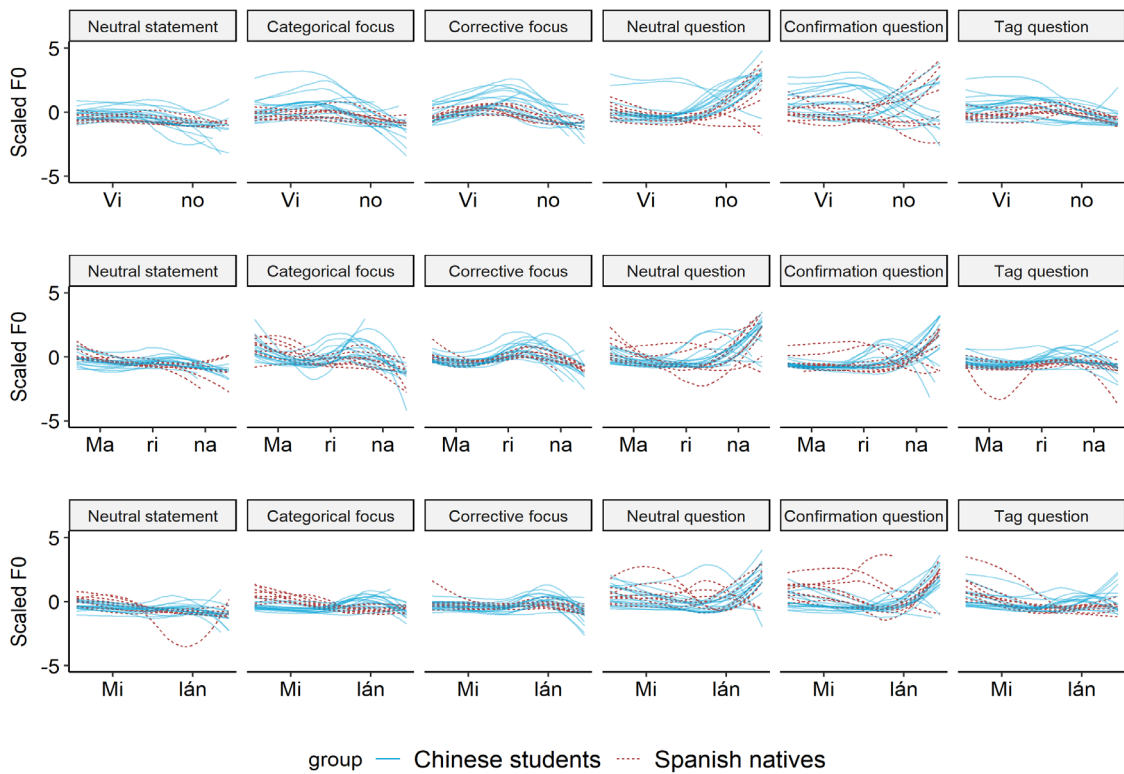 Neutral statement Categorical focus Corrective focus Neutral question Confirmation question Tag question
5
0
-5
Scaled F0
Vi no Vi no Vi no Vi no Vi no Vi no
Neutral statement Categorical focus Corrective focus Neutral question Confirmation question Tag question
5
0
-5
Scaled F0
Ma ri na Ma ri na Ma ri na Ma ri na Ma ri na Ma ri na
Neutral statement Categorical focus Corrective focus Neutral question Confirmation question Tag question
5
0
-5
Scaled F0
Mi lán Mi lán Mi lán Mi lán Mi lán Mi lán
group Chinese students Spanish natives